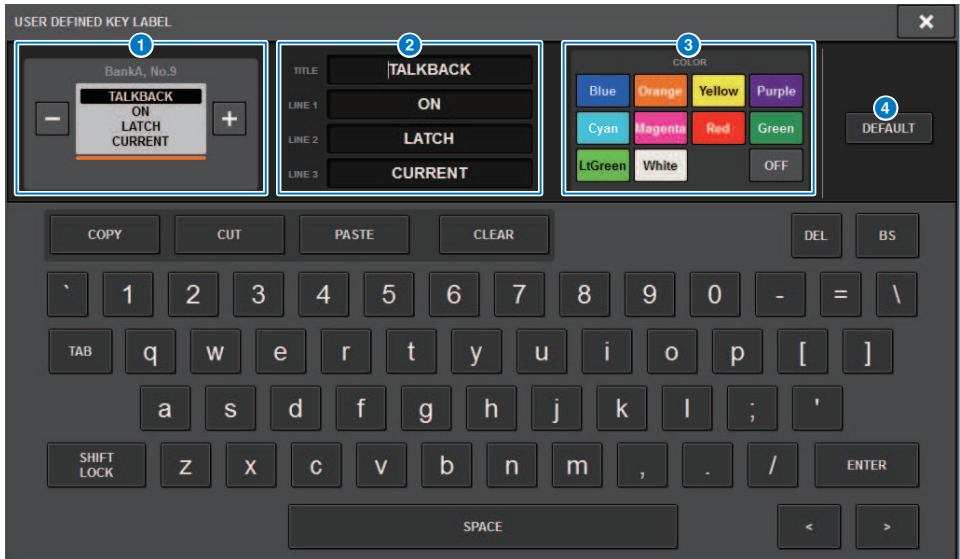 USER DEFINED KEY LABEL
×
1
BankA, No.9
TALKBACK
ON
LATCH
CURRENT
−
+
2
TITLE TALKBACK
LINE 1 ON
LINE 2 LATCH
LINE 3 CURRENT
3
COLOR
Blue Orange Yellow Purple
Cyan Magenta Red Green
LtGreen White OFF
4
DEFAULT
COPY CUT PASTE CLEAR DEL BS
` 1 2 3 4 5 6 7 8 9 0 - = \
TAB q w e r t y u i o p [ ]
a s d f g h j k l ; '
SHIFT
LOCK
z x c v b n m , . / ENTER
SPACE < >